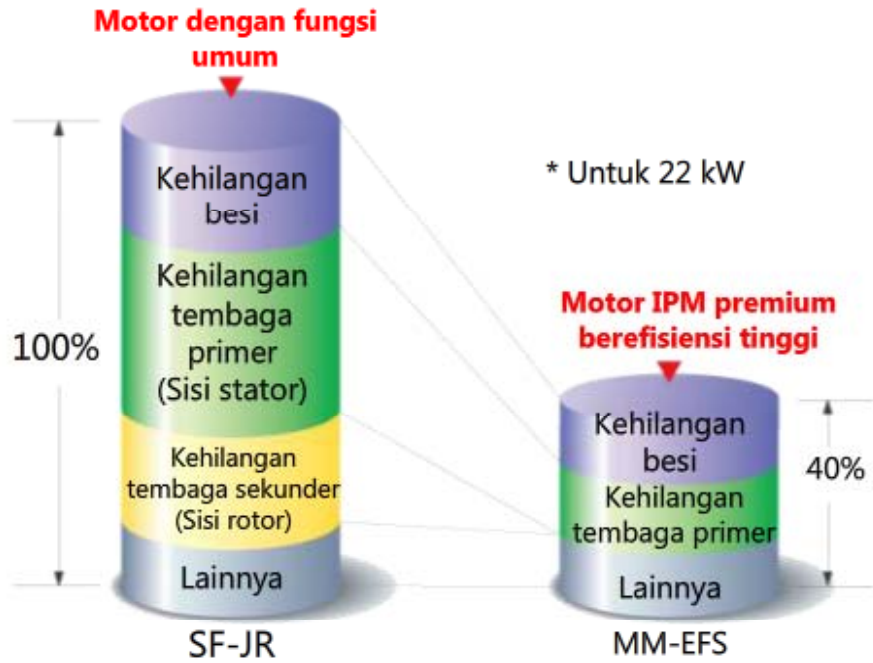 Motor dengan fungsi
umum
Kehilangan
besi
Kehilangan
tembaga
primer
(Sisi stator)
100%
Kehilangan
tembaga sekunder
(Sisi rotor)
Lainnya
SF-JR
* Untuk 22 kW
Motor IPM premium
berefisiensi tinggi
Kehilangan
besi
40%
Kehilangan
tembaga primer
Lainnya
MM-EFS